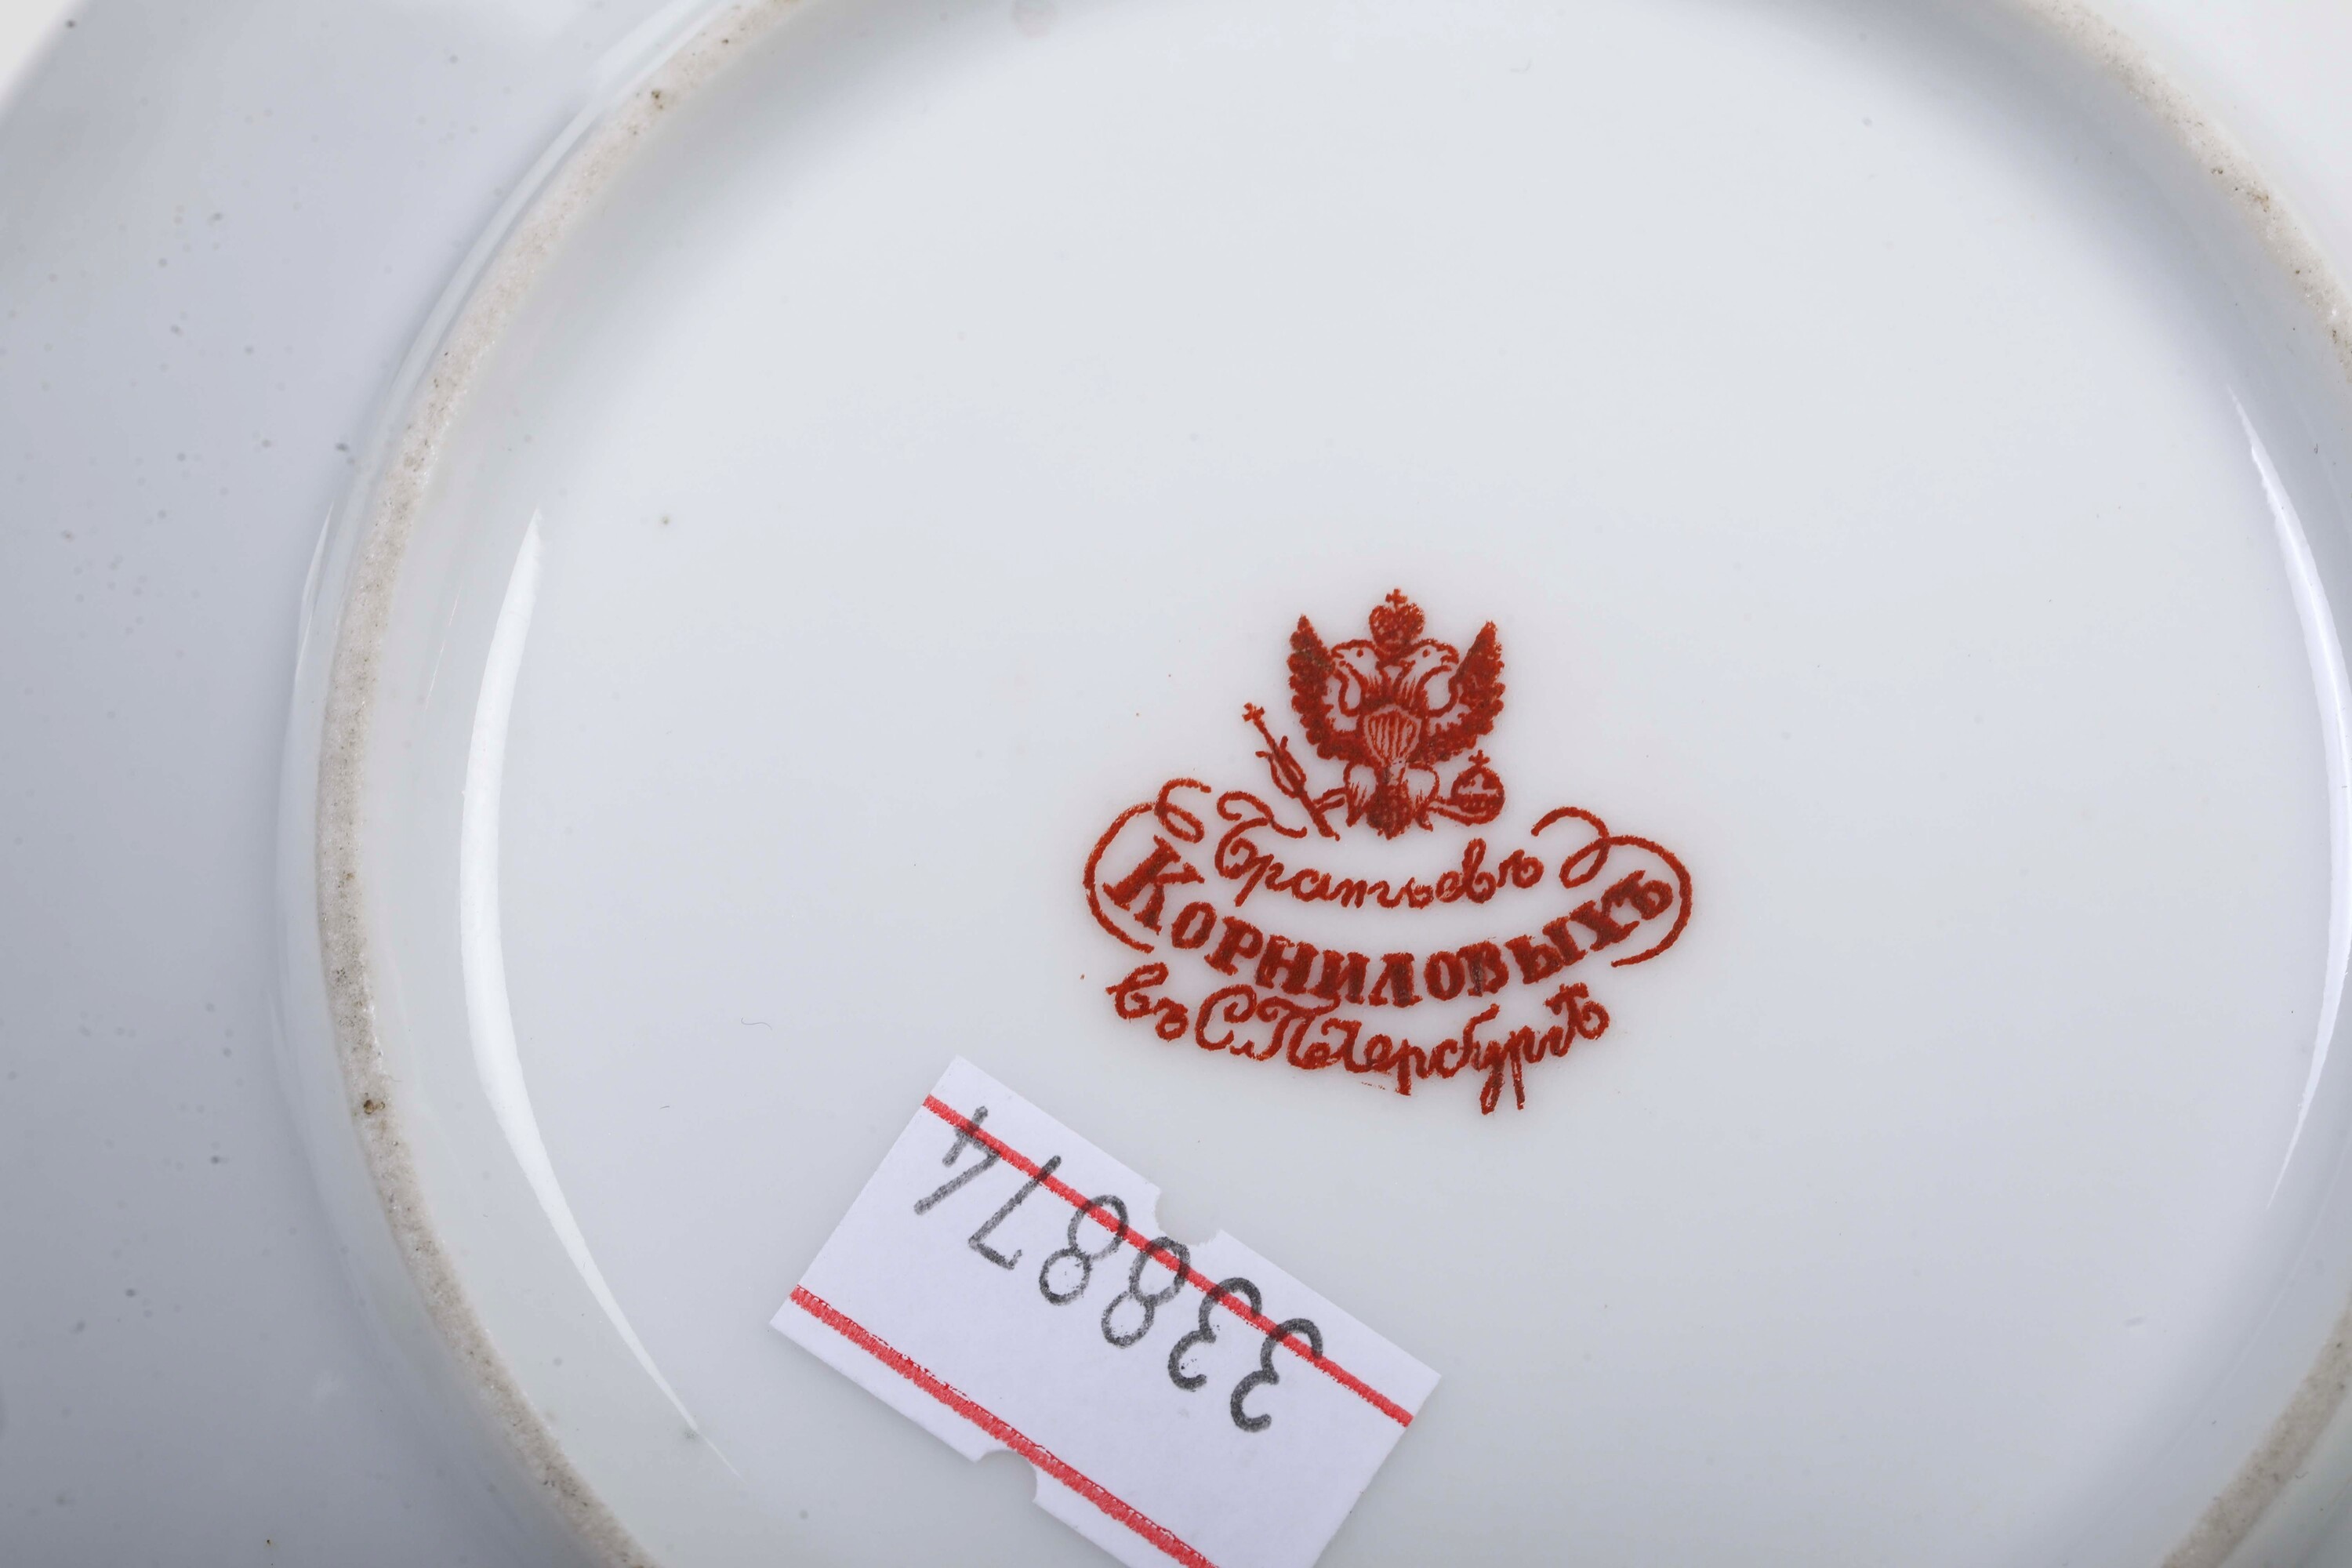 Братьевъ
Корниловыхъ
въ С.Петербургѣ
338874